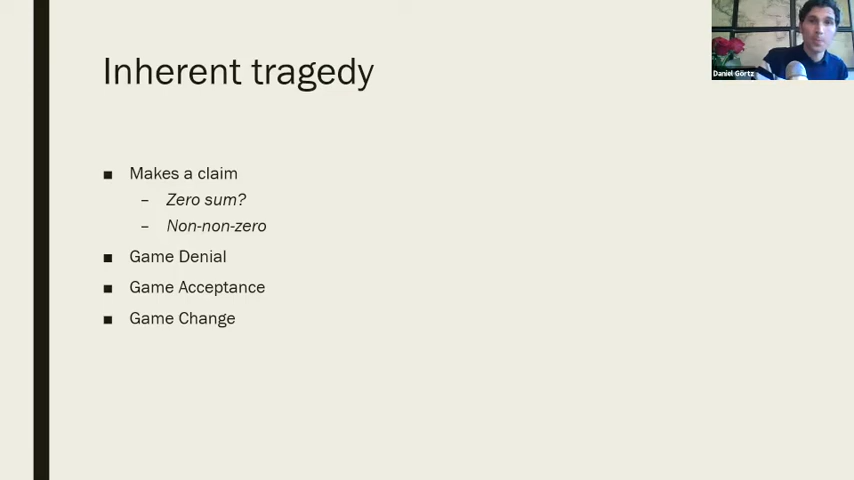 Inherent tragedy
Daniel Görtz
■ Makes a claim
– Zero sum?
– Non-non-zero
■ Game Denial
■ Game Acceptance
■ Game Change